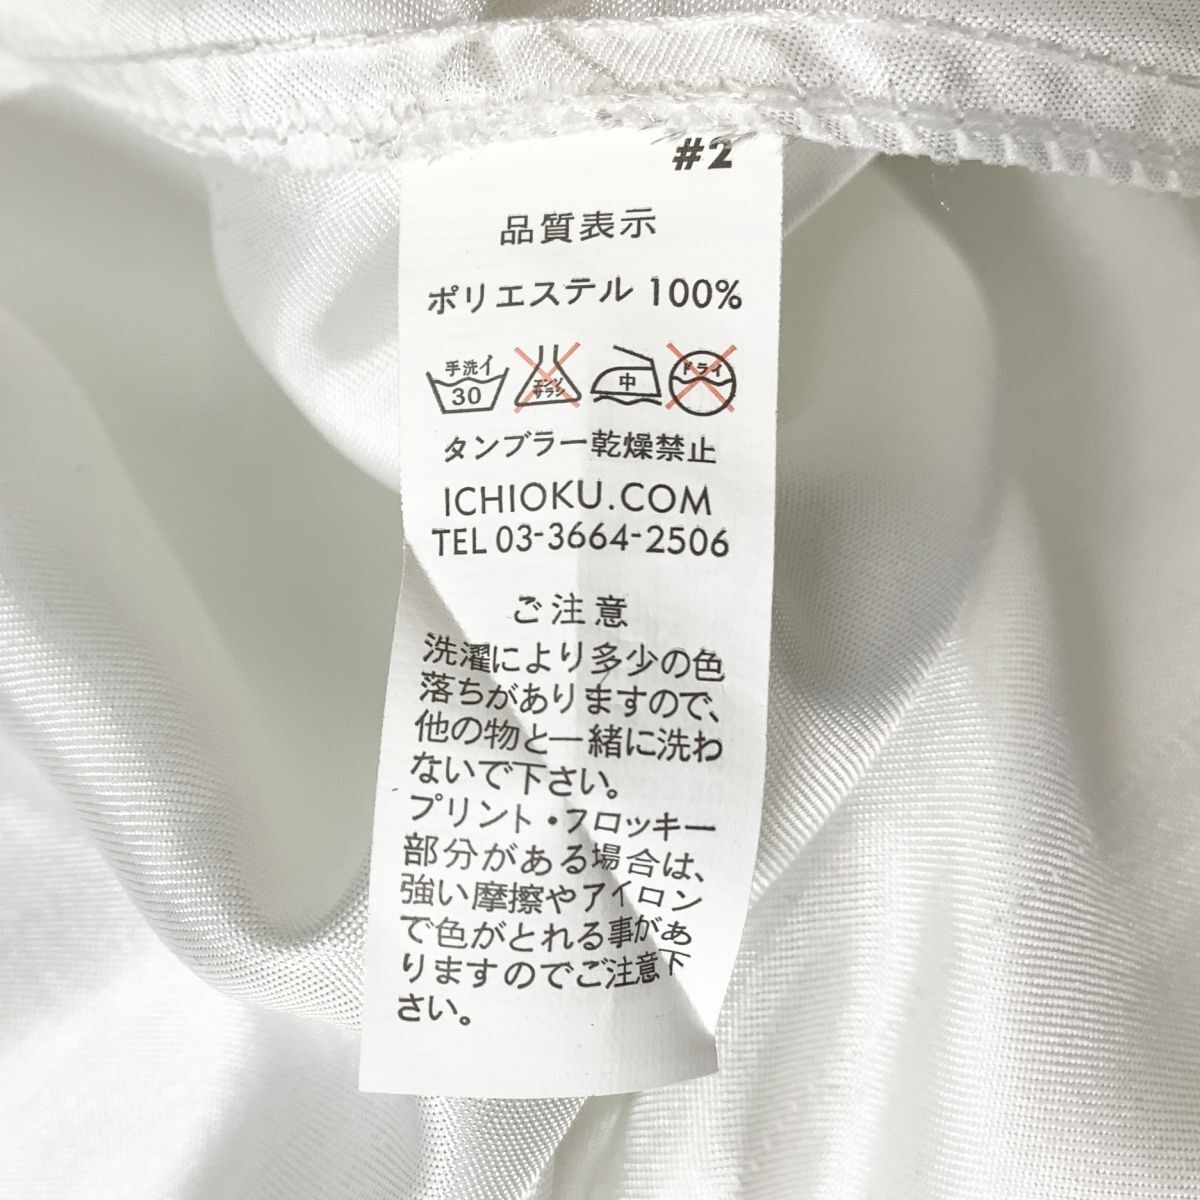 #2
品質表示
ポリエステル 100%
手洗イ
30
エンソ
サラシ
中
ドライ
タンブラー乾燥禁止
ICHIOKU.COM
TEL 03-3664-2506
ご注意
洗濯により多少の色
落ちがありますので、
他の物と一緒に洗わ
ないで下さい。
プリント・フロッキー
部分がある場合は、
強い摩擦やアイロン
で色がとれる事があ
りますのでご注意下
さい。